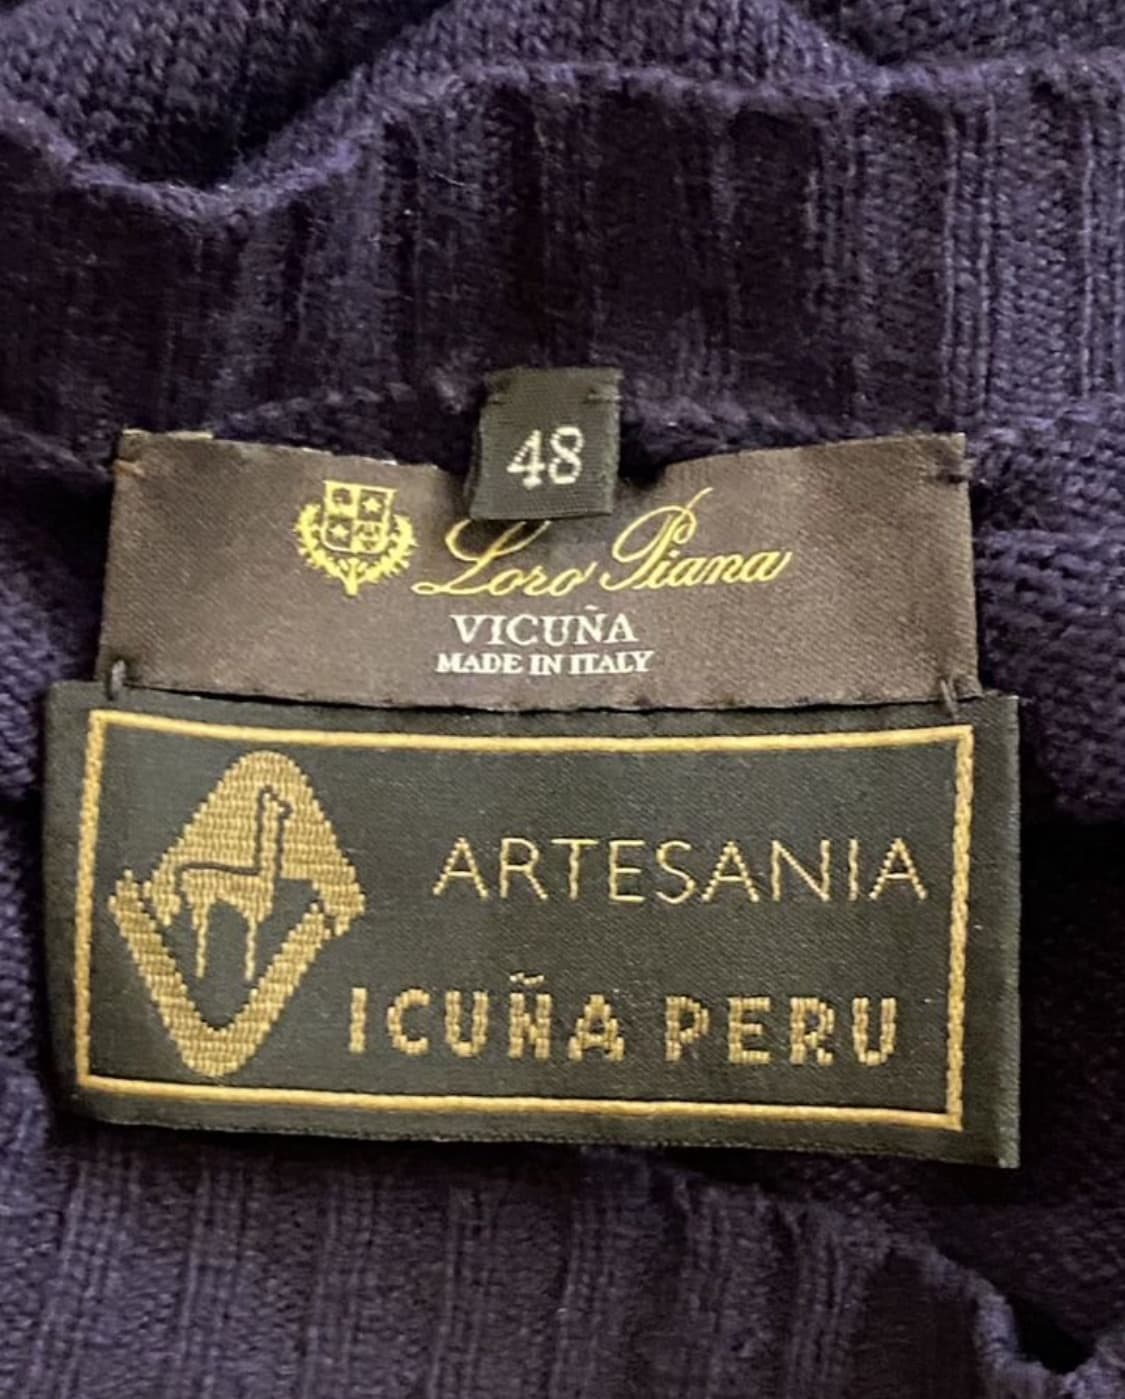 48
Loro Piana
VICUÑA
MADE IN ITALY
ARTESANIA
ICUÑA PERU